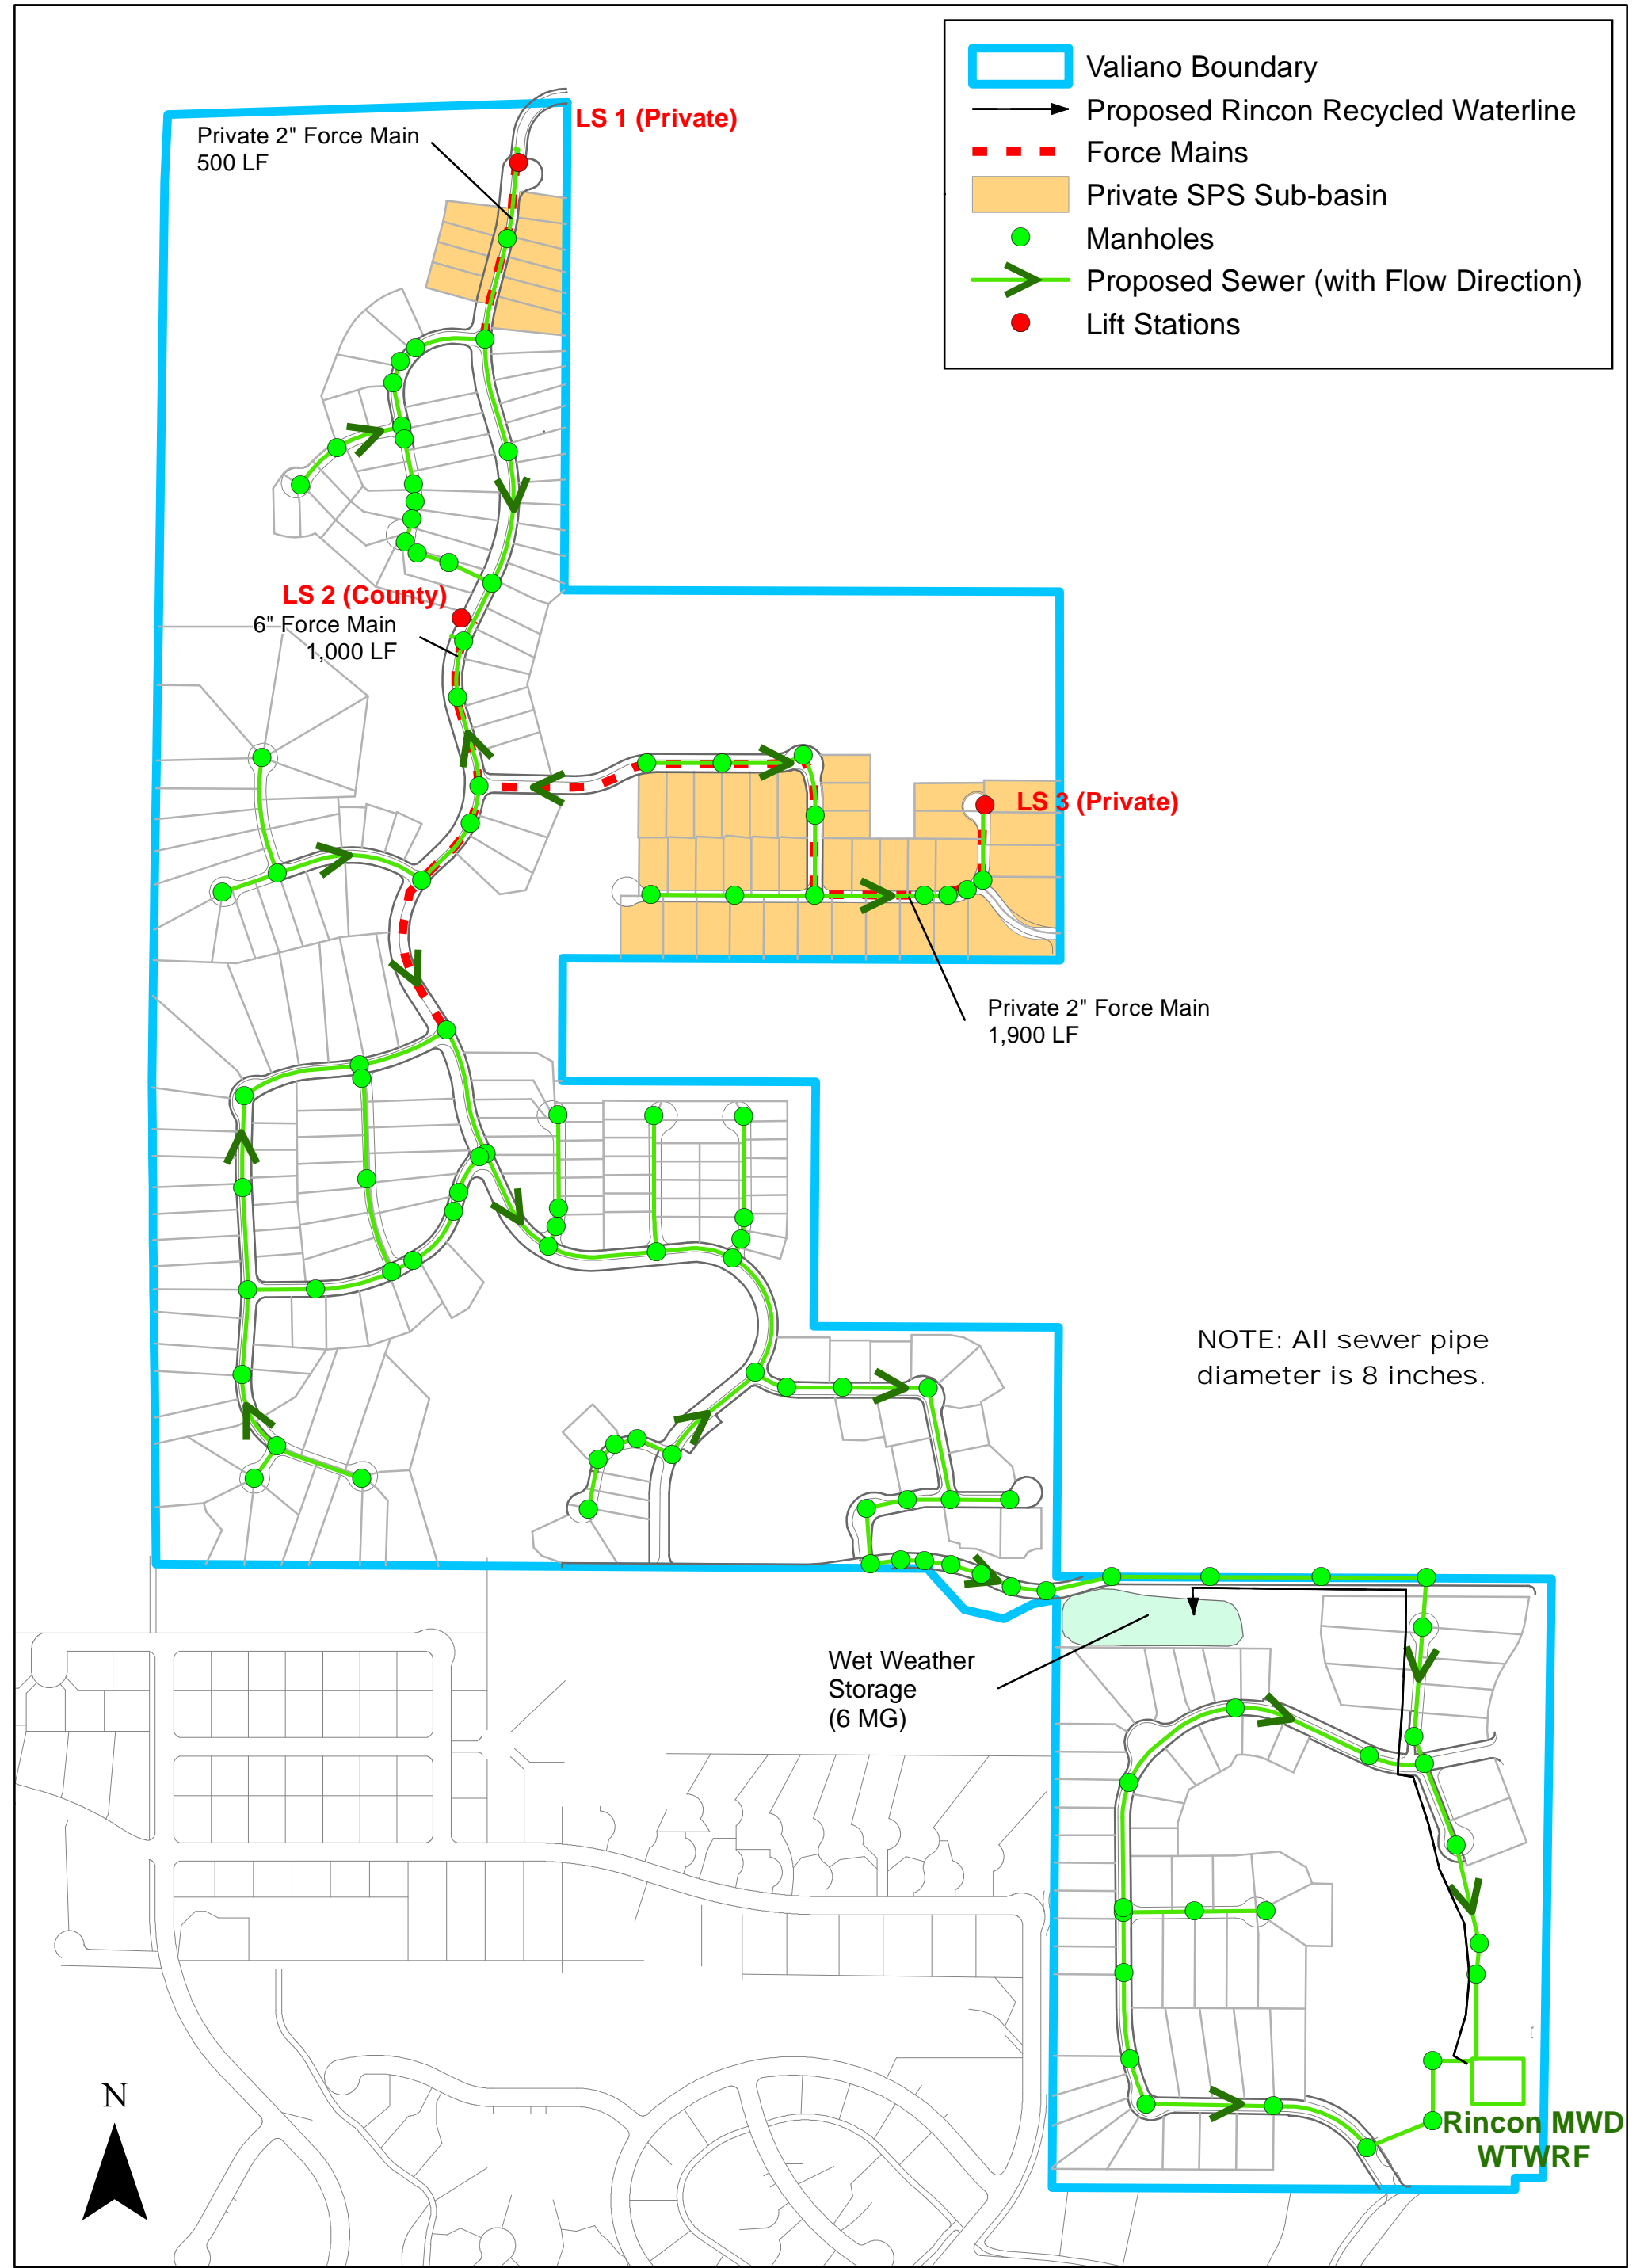 Valiano Boundary
Proposed Rincon Recycled Waterline
Force Mains
Private SPS Sub-basin
Manholes
Proposed Sewer (with Flow Direction)
Lift Stations
LS 1 (Private)
Private 2" Force Main
500 LF
LS 2 (County)
6" Force Main
1,000 LF
LS 3 (Private)
Private 2" Force Main
1,900 LF
NOTE: All sewer pipe
diameter is 8 inches.
Wet Weather
Storage
(6 MG)
N
Rincon MWD
WTWRF